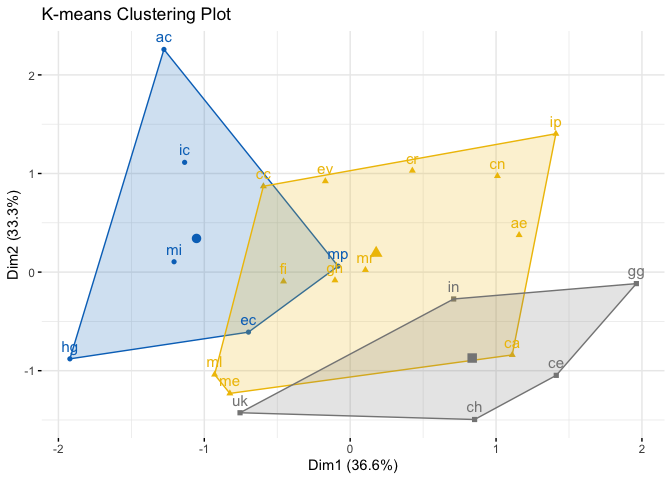 K-means Clustering Plot
ac
ip
ic
cr
ev
cn
cc
ae
mi
mp
fi
gn
mr
in
gg
hg
ec
ca
ml
me
ce
uk
ch
2
1
0
-1
-2
-1
0
1
2
Dim2 (33.3%)
Dim1 (36.6%)